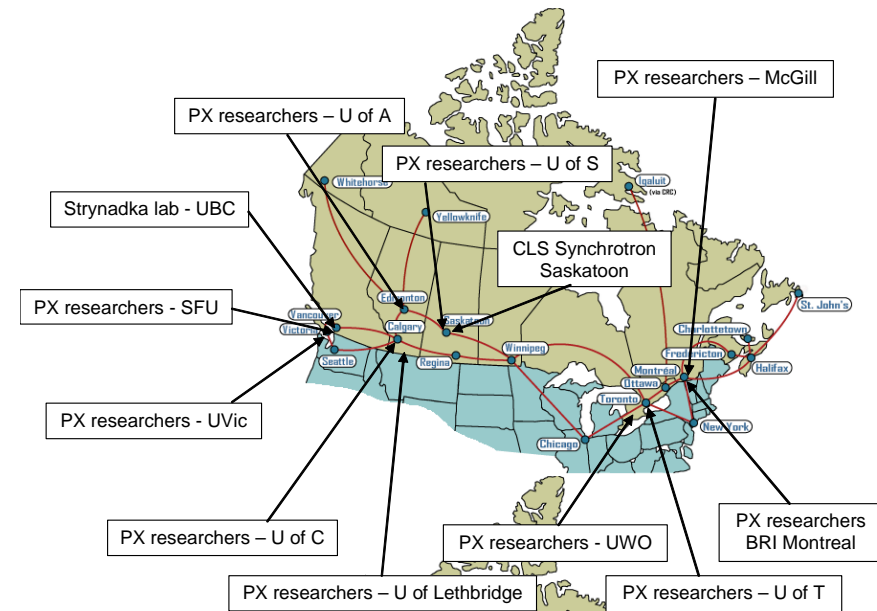 PX researchers – McGill
PX researchers – U of A
PX researchers – U of S
Whitehorse
Iqaluit
(via CRC)
Yellowknife
Strynadka lab - UBC
CLS Synchrotron
Saskatoon
PX researchers - SFU
Edmonton
St. John's
Vancouver
Saskatoon
Victoria
Calgary
Charlottetown
Winnipeg
Fredericton
Seattle
Regina
Montréal
Halifax
Ottawa
Toronto
PX researchers - UVic
New York
Chicago
PX researchers – U of C
PX researchers - UWO
PX researchers
BRI Montreal
PX researchers – U of Lethbridge
PX researchers – U of T